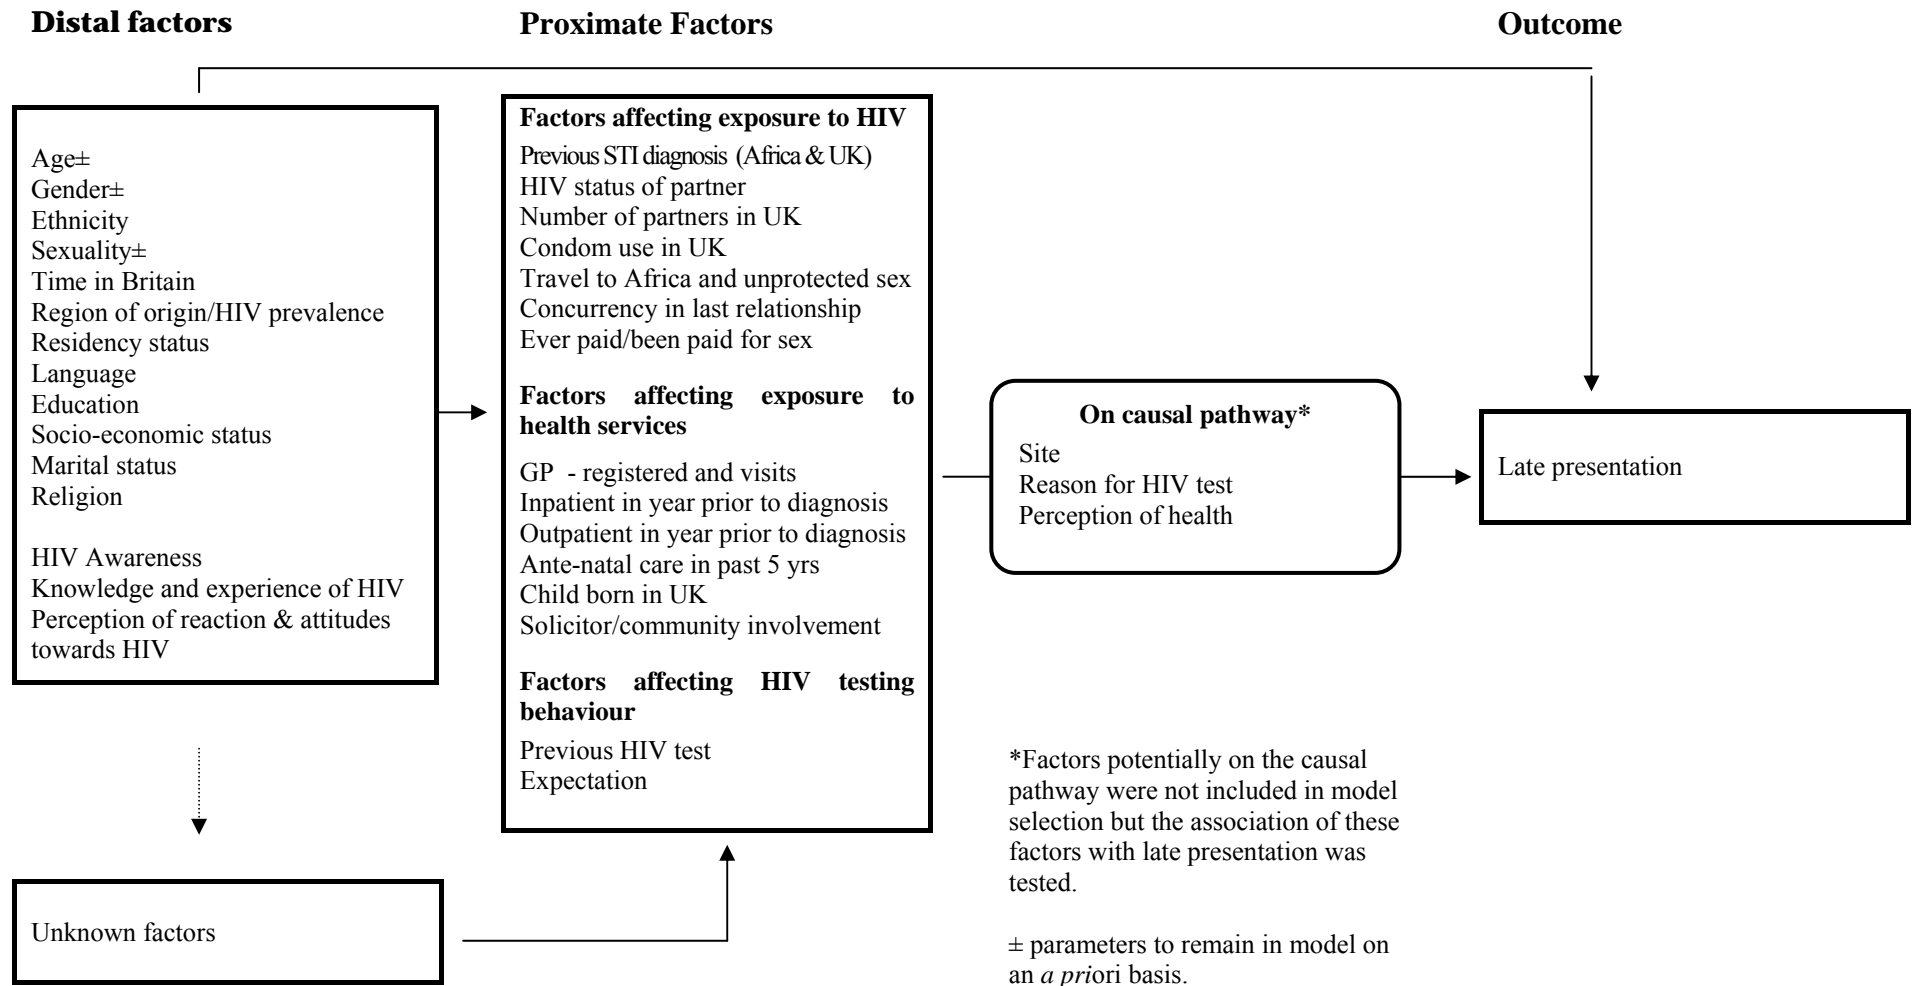 Distal factors
Proximate Factors
Outcome
Age±
Gender±
Ethnicity
Sexuality±
Time in Britain
Region of origin/HIV prevalence
Residency status
Language
Education
Socio-economic status
Marital status
Religion
HIV Awareness
Knowledge and experience of HIV
Perception of reaction & attitudes
towards HIV
Unknown factors
Factors affecting exposure to HIV
Previous STI diagnosis (Africa & UK)
HIV status of partner
Number of partners in UK
Condom use in UK
Travel to Africa and unprotected sex
Concurrency in last relationship
Ever paid/been paid for sex
Factors affecting exposure to
health services
GP - registered and visits
Inpatient in year prior to diagnosis
Outpatient in year prior to diagnosis
Ante-natal care in past 5 yrs
Child born in UK
Solicitor/community involvement
Factors affecting HIV testing
behaviour
Previous HIV test
Expectation
On causal pathway*
Site
Reason for HIV test
Perception of health
Late presentation
*Factors potentially on the causal
pathway were not included in model
selection but the association of these
factors with late presentation was
tested.
± parameters to remain in model on
an a priori basis.